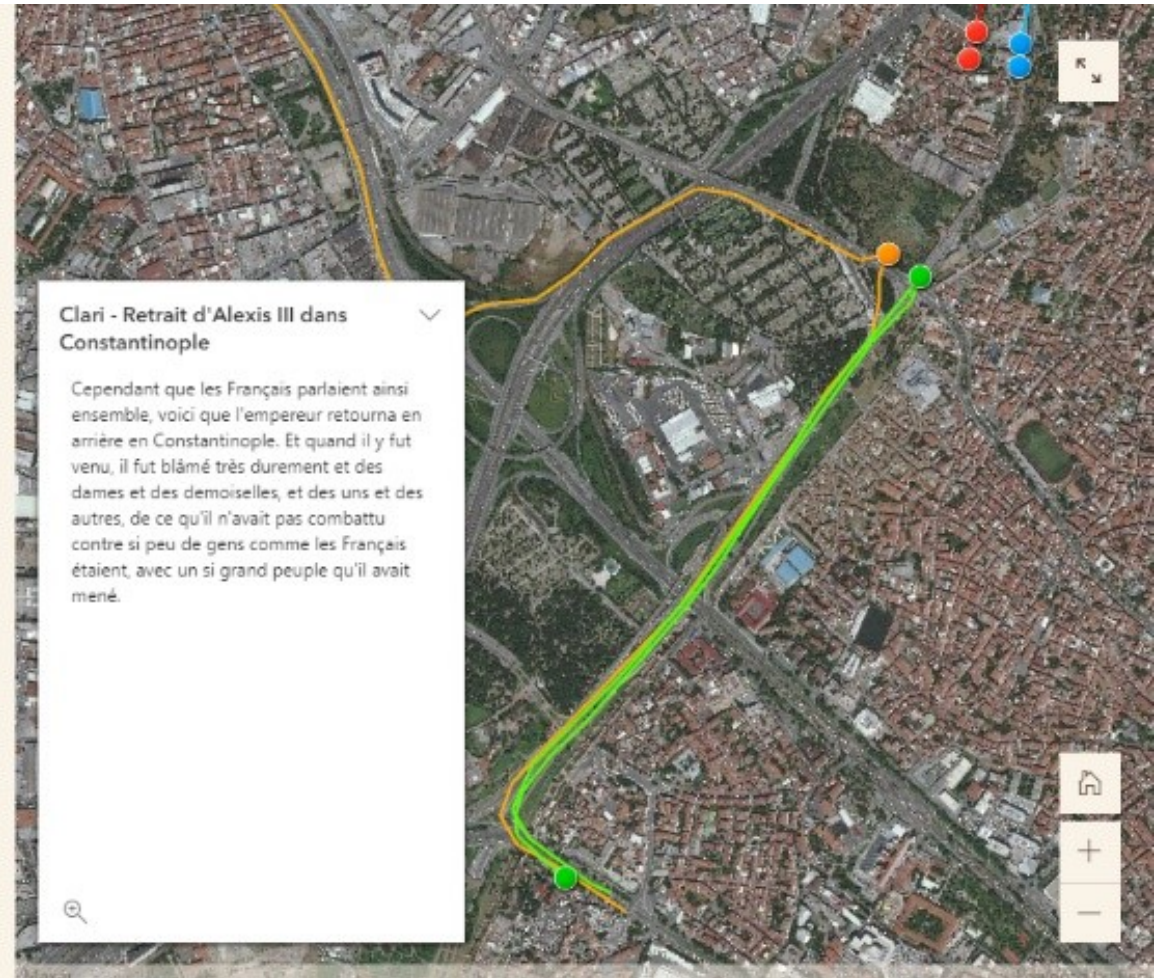 Clari - Retrait d'Alexis III dans
Constantinople
Cependant que les Français parlaient ainsi
ensemble, voici que l'empereur retourna en
arrière en Constantinople. Et quand il y fut
venu, il fut blâmé très durement et des
dames et des demoiselles, et des uns et des
autres, de ce qu'il n'avait pas combattu
contre si peu de gens comme les Français
étaient, avec un si grand peuple qu'il avait
mené.